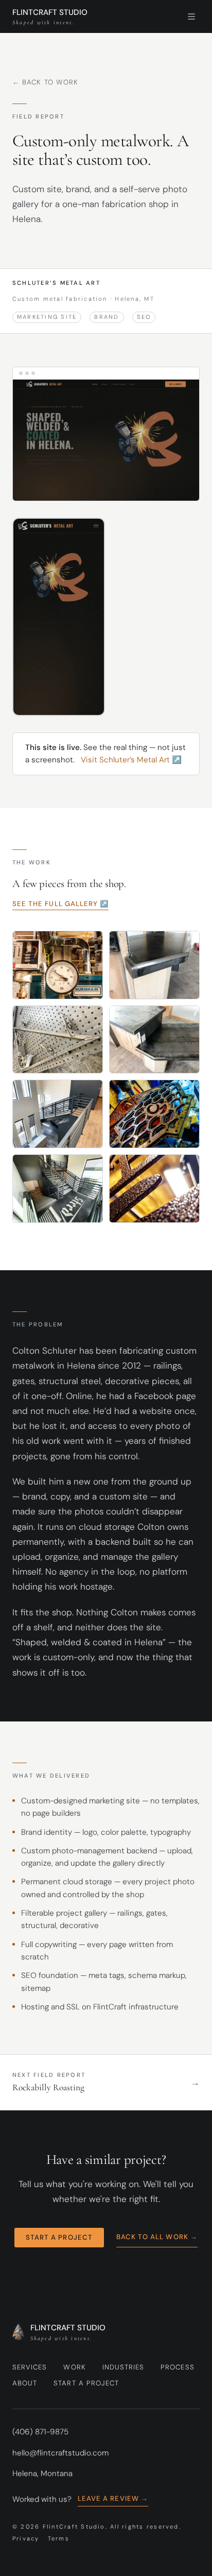 FLINTCRAFT STUDIO
Shaped with intent.
← BACK TO WORK
FIELD REPORT
Custom-only metalwork. A
site that's custom too.
Custom site, brand, and a self-serve photo
gallery for a one-man fabrication shop in
Helena.
SCHLUTER'S METAL ART
Custom metal fabrication · Helena, MT
MARKETING SITE
BRAND
SEO
SCHLUTER'S METAL ART
SHAPED,
WELDED &
COATED
IN HELENA.
SCHLUTER'S METAL ART
This site is live. See the real thing — not just
a screenshot. Visit Schluter's Metal Art ↗
THE WORK
A few pieces from the shop.
SEE THE FULL GALLERY ↗
THE PROBLEM
Colton Schluter has been fabricating custom
metalwork in Helena since 2012 — railings,
gates, structural steel, decorative pieces, all
of it one-off. Online, he had a Facebook page
and not much else. He'd had a website once,
but he lost it, and access to every photo of
his old work went with it — years of finished
projects, gone from his control.
We built him a new one from the ground up
— brand, copy, and a custom site — and
made sure the photos couldn't disappear
again. It runs on cloud storage Colton owns
permanently, with a backend built so he can
upload, organize, and manage the gallery
himself. No agency in the loop, no platform
holding his work hostage.
It fits the shop. Nothing Colton makes comes
off a shelf, and neither does the site.
"Shaped, welded & coated in Helena" — the
work is custom-only, and now the thing that
shows it off is too.
WHAT WE DELIVERED
Custom-designed marketing site — no templates,
no page builders
Brand identity — logo, color palette, typography
Custom photo-management backend — upload,
organize, and update the gallery directly
Permanent cloud storage — every project photo
owned and controlled by the shop
Filterable project gallery — railings, gates,
structural, decorative
Full copywriting — every page written from
scratch
SEO foundation — meta tags, schema markup,
sitemap
Hosting and SSL on FlintCraft infrastructure
NEXT FIELD REPORT
Rockabilly Roasting
→
Have a similar project?
Tell us what you're working on. We'll tell you
whether we're the right fit.
START A PROJECT
BACK TO ALL WORK →
FLINTCRAFT STUDIO
Shaped with intent.
SERVICES WORK INDUSTRIES PROCESS
ABOUT START A PROJECT
(406) 871-9875
hello@flintcraftstudio.com
Helena, Montana
Worked with us? LEAVE A REVIEW →
© 2026 FlintCraft Studio. All rights reserved.
Privacy Terms